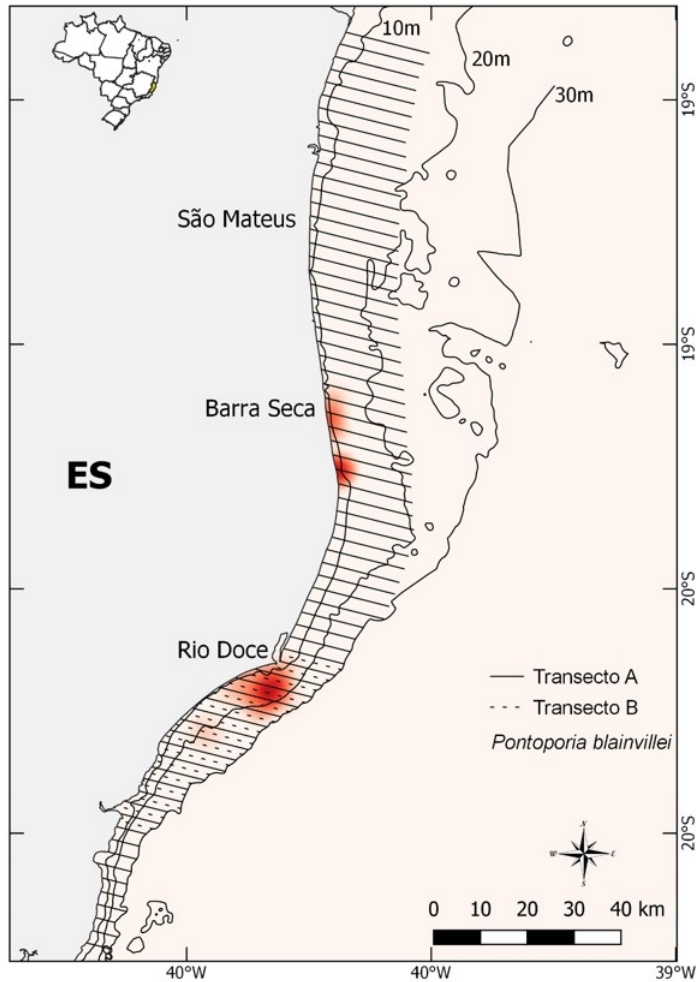 10m
20m
30m
19°S
São Mateus
19°S
Barra Seca
ES
20°S
Rio Doce
Transecto A
Transecto B
Pontoporia blainvillei
20°S
N
W
E
S
0 10 20 30 40 km
40°W 40°W 39°W